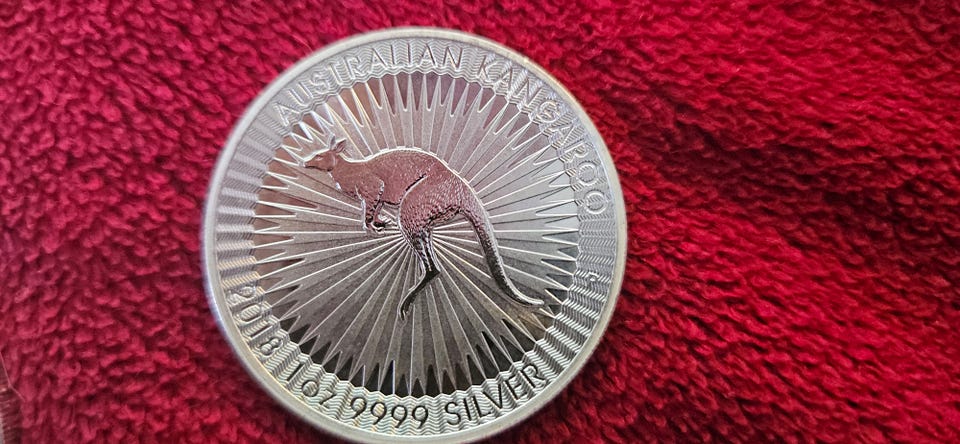 AUSTRALIAN KANGAROO
2018 1oz 9999 SILVER